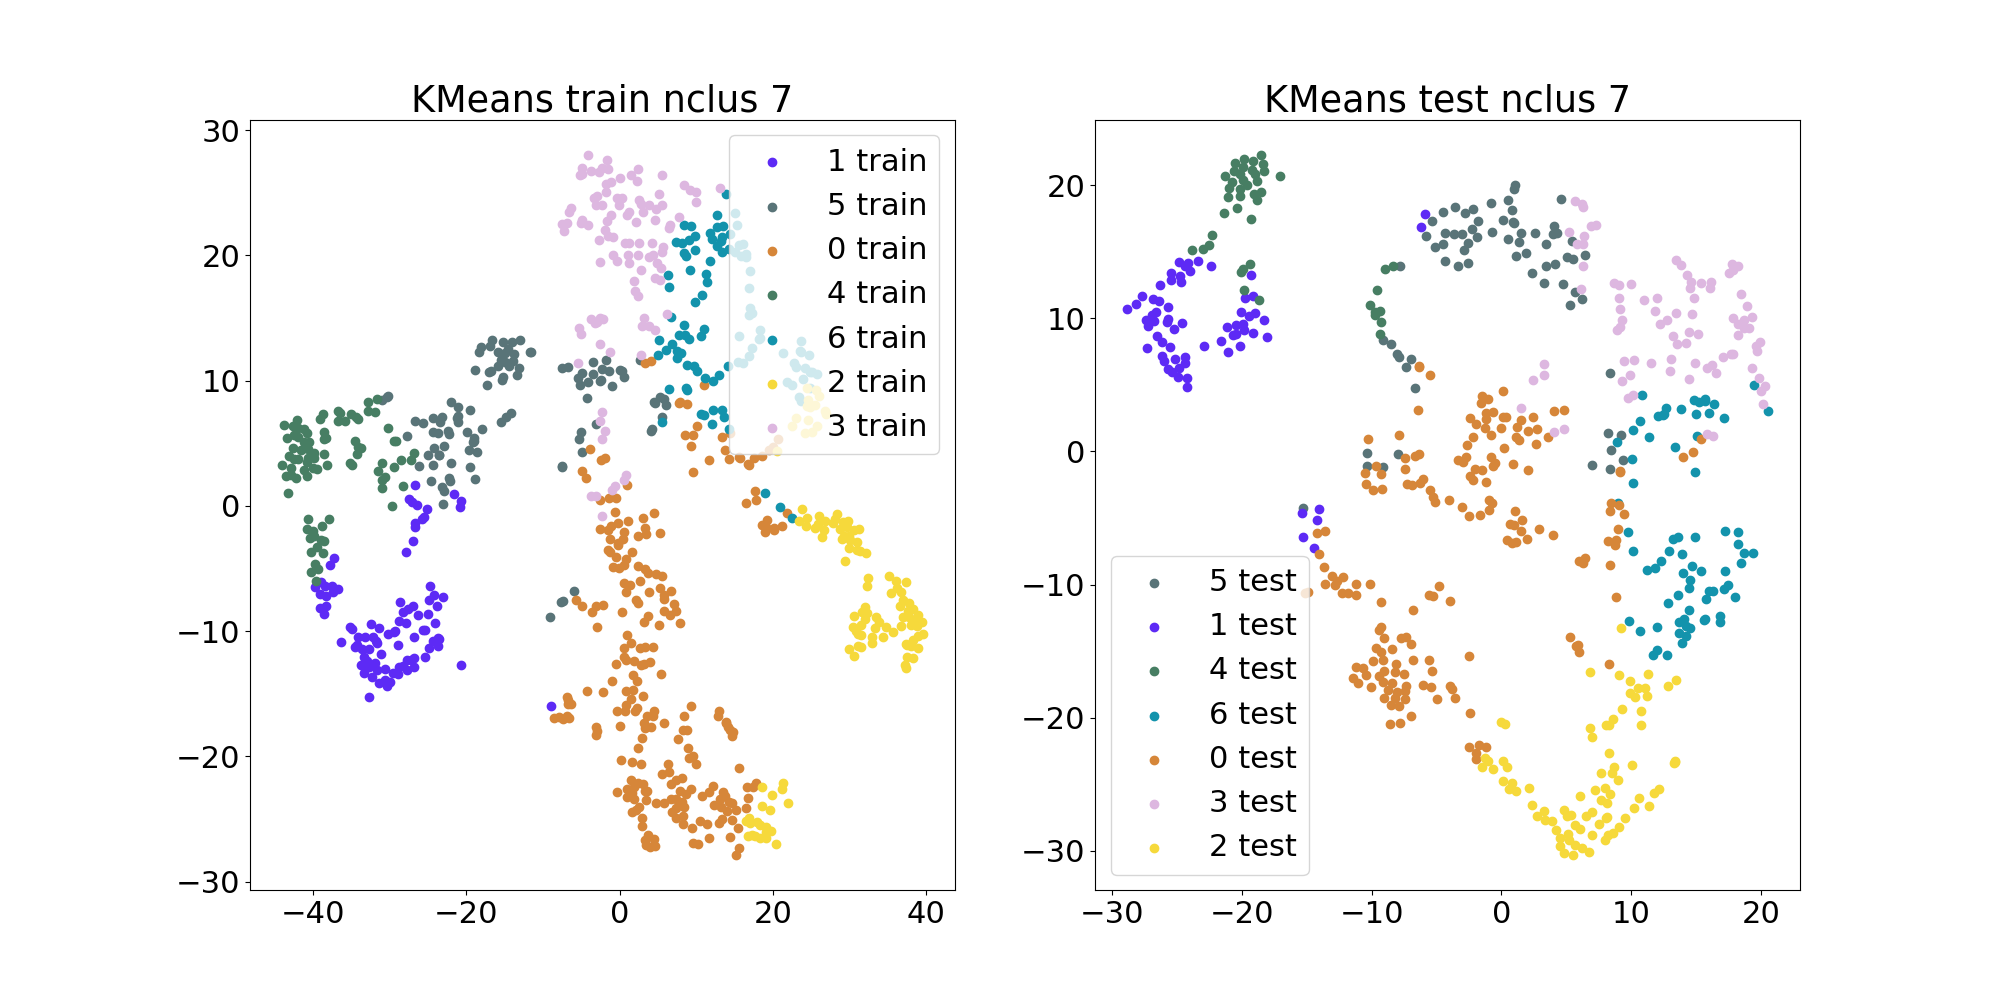 KMeans train nclus 7
30
20
10
0
−10
−20
−30
−40
−20
0
20
40
1 train
5 train
0 train
4 train
6 train
2 train
3 train
KMeans test nclus 7
20
10
0
−10
−20
−30
−30
−20
−10
0
10
20
5 test
1 test
4 test
6 test
0 test
3 test
2 test